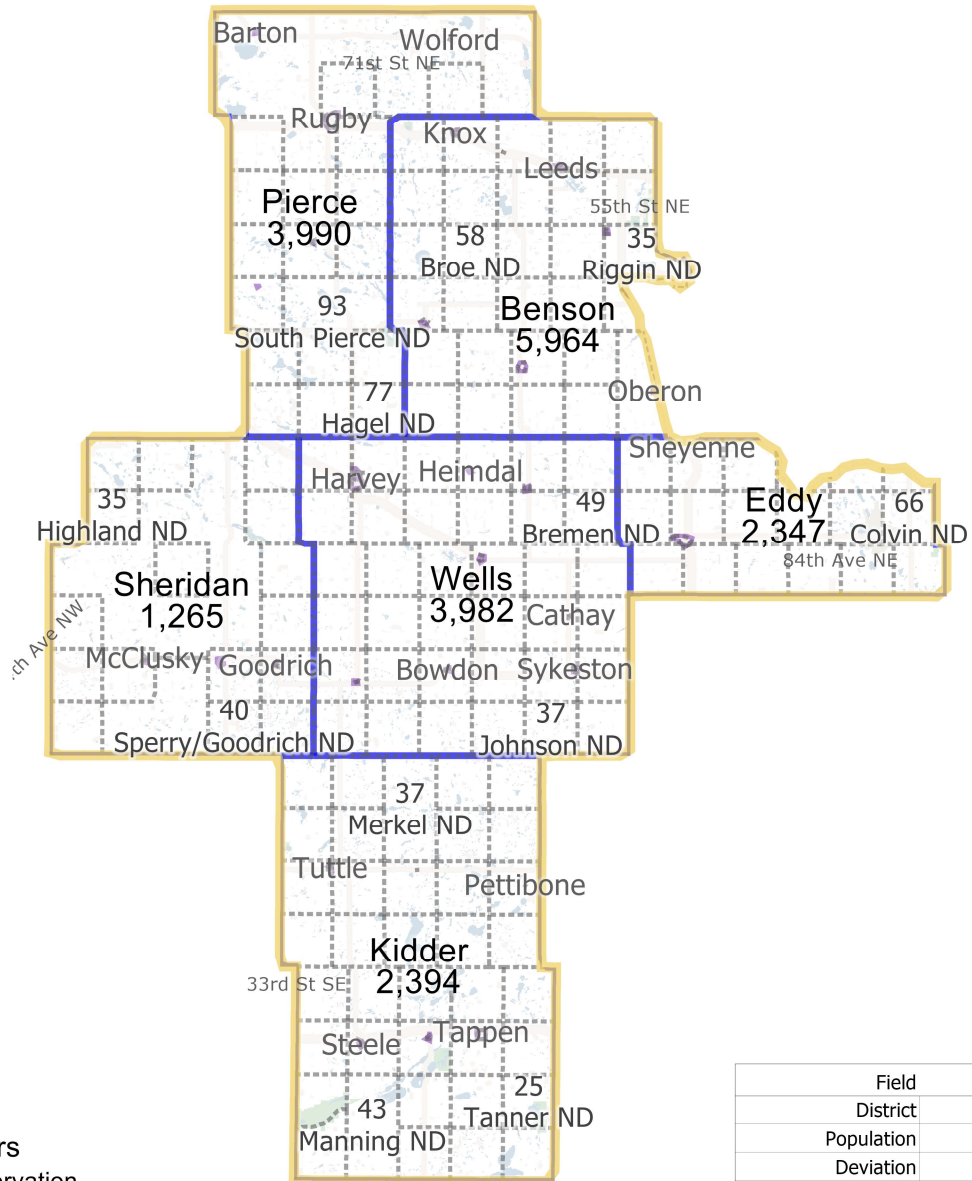 Barton
Wolford
71st St NE
Rugby
Knox
Leeds
Pierce
3,990
55th St NE
58
Broe ND
35
Riggin ND
93
South Pierce ND
Benson
5,964
77
Hagel ND
Oberon
Harvey
Heimdal
Sheyenne
35
Highland ND
49
Bremen ND
Eddy
2,347
66
Colvin ND
84th Ave NE
Sheridan
1,265
Wells
3,982
Cathay
Ave NW
McClusky
Goodrich
Bowdon
Sykeston
40
Sperry/Goodrich ND
37
Johnson ND
37
Merkel ND
Tuttle
Pettibone
Kidder
2,394
33rd St SE
Steele
Tappen
43
Manning ND
25
Tanner ND
Field
District
Population
Deviation